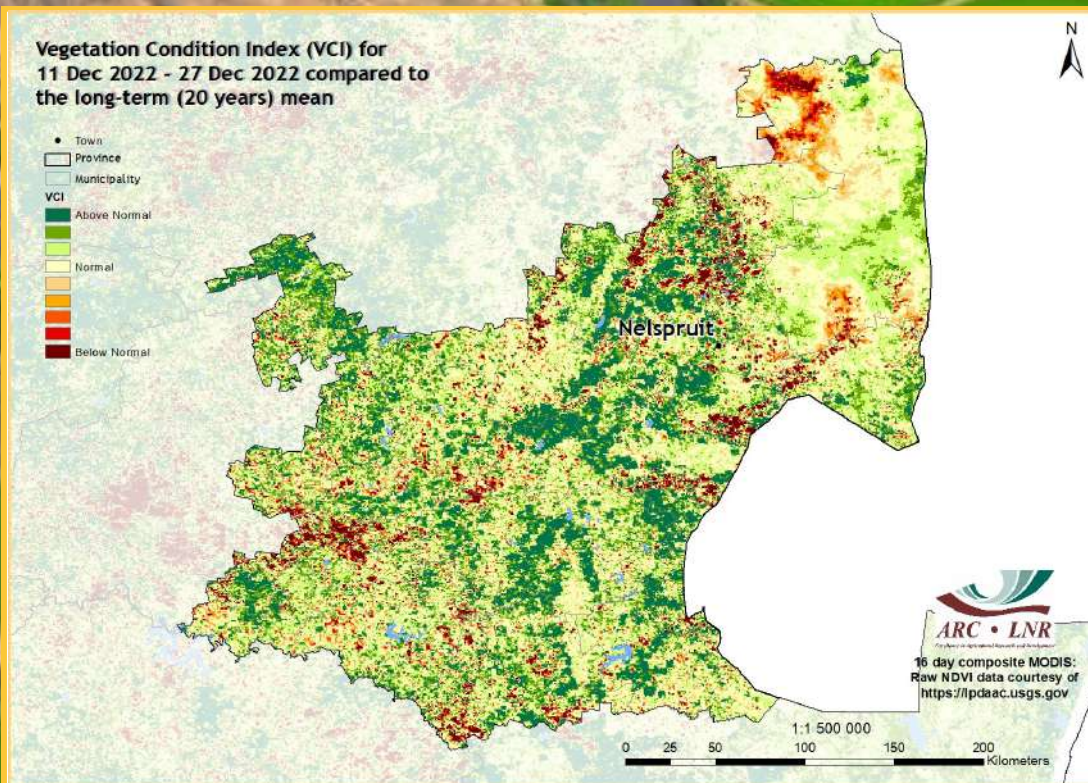 Vegetation Condition Index (VCI) for
11 Dec 2022 - 27 Dec 2022 compared to
the long-term (20 years) mean
N
Town
Province
Municipality
VCI
Above Normal
Normal
Below Normal
Nelspruit
ARC • LNR
16 day composite MODIS:
Raw NDVI data courtesy of
https://lpdaac.usgs.gov
1:1 500 000
0 25 50 100 150 200
Kilometers